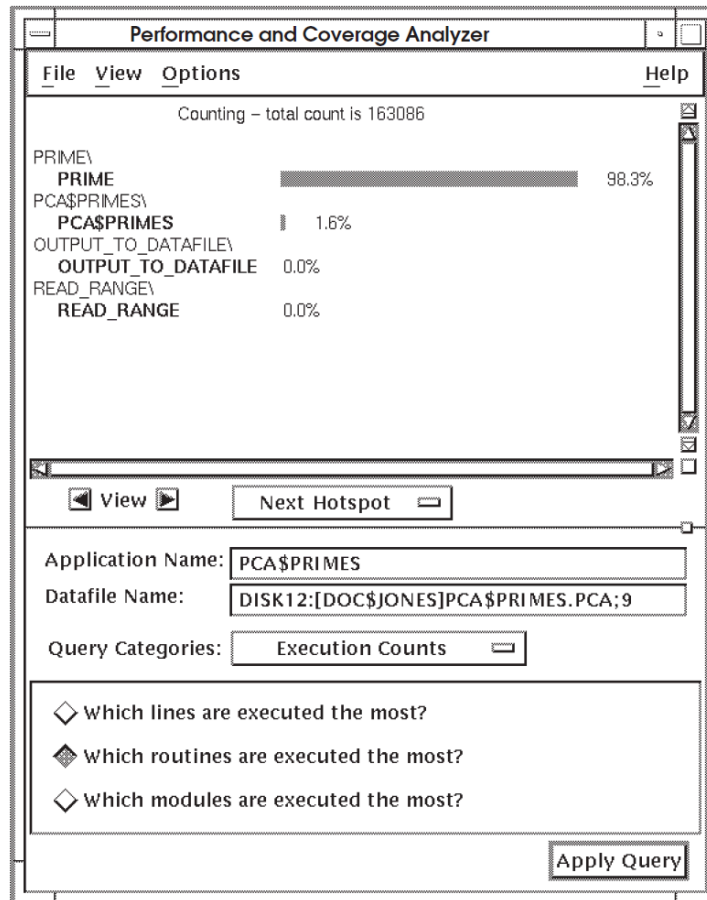 Performance and Coverage Analyzer
File View Options Help
Counting – total count is 163086
PRIME\
PRIME 98.3%
PCA$PRIMES\
PCA$PRIMES 1.6%
OUTPUT_TO_DATAFILE\
OUTPUT_TO_DATAFILE 0.0%
READ_RANGE\
READ_RANGE 0.0%
View Next Hotspot
Application Name: PCA$PRIMES
Datafile Name: DISK12:[DOC$JONES]PCA$PRIMES.PCA;9
Query Categories: Execution Counts
Which lines are executed the most?
Which routines are executed the most?
Which modules are executed the most?
Apply Query